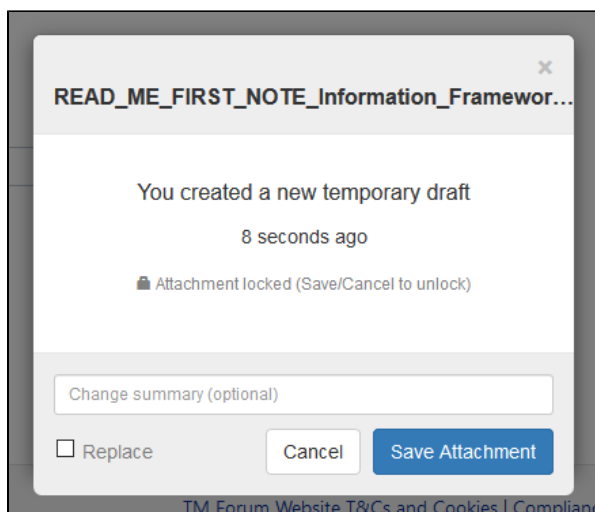 ×
READ_ME_FIRST_NOTE_Information_Framewor...
You created a new temporary draft
8 seconds ago
Attachment locked (Save/Cancel to unlock)
Change summary (optional)
Replace
Cancel
Save Attachment
TM Forum Website T&Cs and Cookies | Complianc